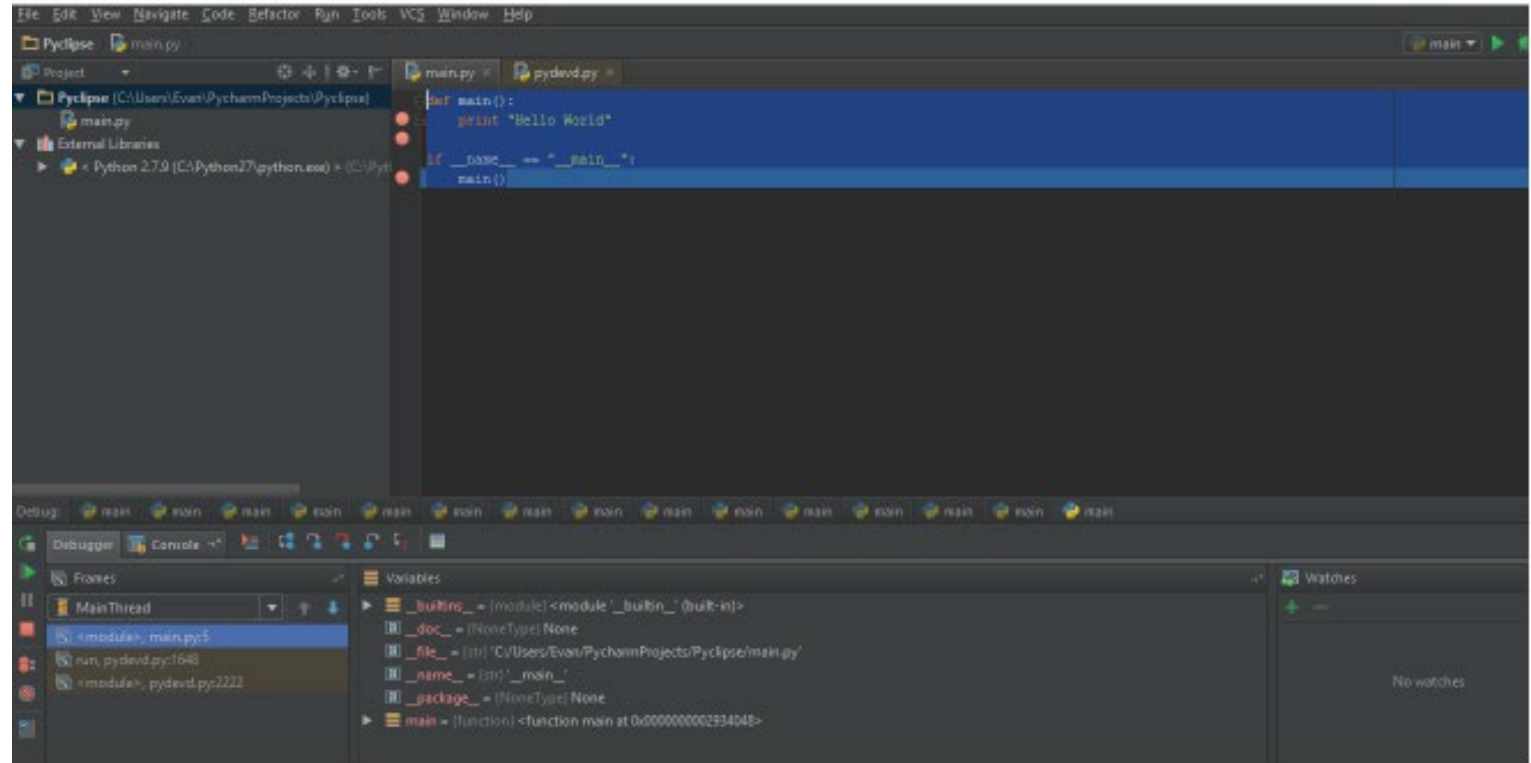 File Edit View Navigate Code Refactor Run Tools VCS Window Help
Pyclipse main.py main
Project main.py pydevd.py
Pyclipse (C:\Users\Evan\PycharmProjects\Pyclipse)
main.py
External Libraries
< Python 2.7.9 (C:\Python27\python.exe) > (C:\Pyt
def main():
print "Hello World"
if __name__ == "__main__":
main()
Debug: main main main main main main main main main main main main main main main
Debugger Console
Frames
MainThread
<module>, main.py:5
run, pydevd.py:1648
<module>, pydevd.py:2222
Variables
__builtins__ = {module} <module '__builtin__' (built-in)>
__doc__ = {NoneType} None
__file__ = {str} 'C:/Users/Evan/PycharmProjects/Pyclipse/main.py'
__name__ = {str} '__main__'
__package__ = {NoneType} None
main = {function} <function main at 0x0000000002934048>
Watches
No watches